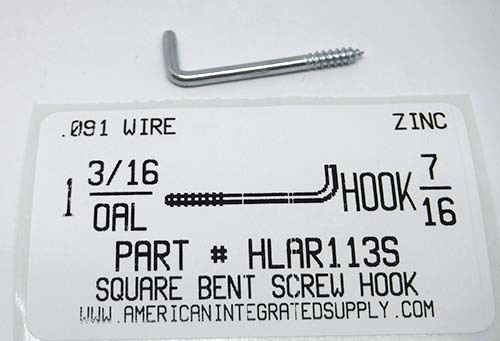 .091 WIRE ZINC
1 3/16 OAL HOOK 7/16
PART # HLAR113S
SQUARE BENT SCREW HOOK
WWW.AMERICANINTEGRATEDSUPPLY.COM